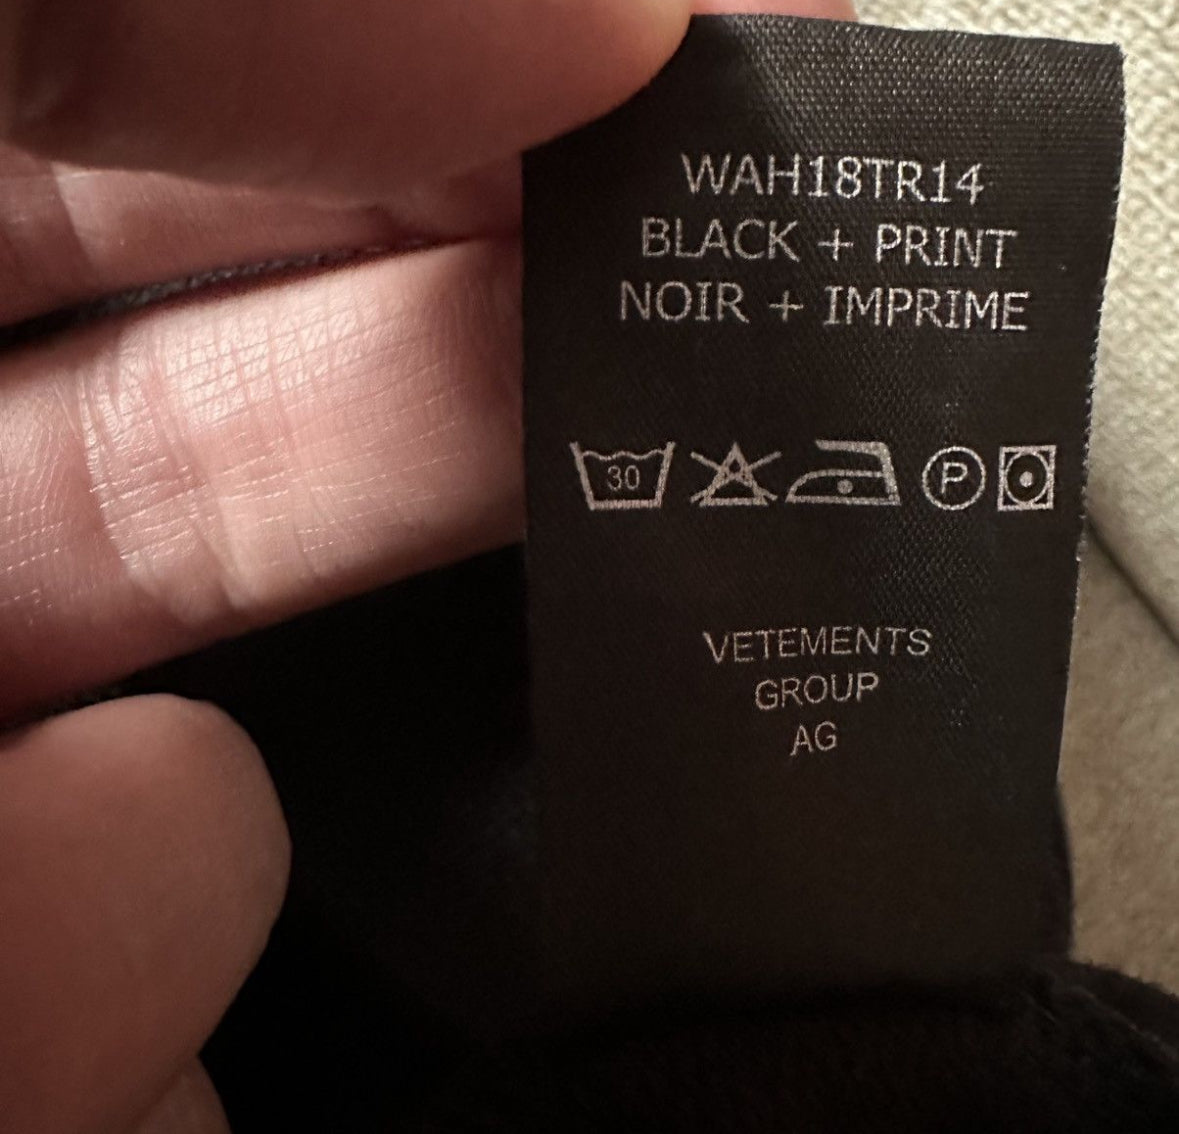 WAH18TR14
BLACK + PRINT
NOIR + IMPRIME
30 P
VETEMENTS
GROUP
AG